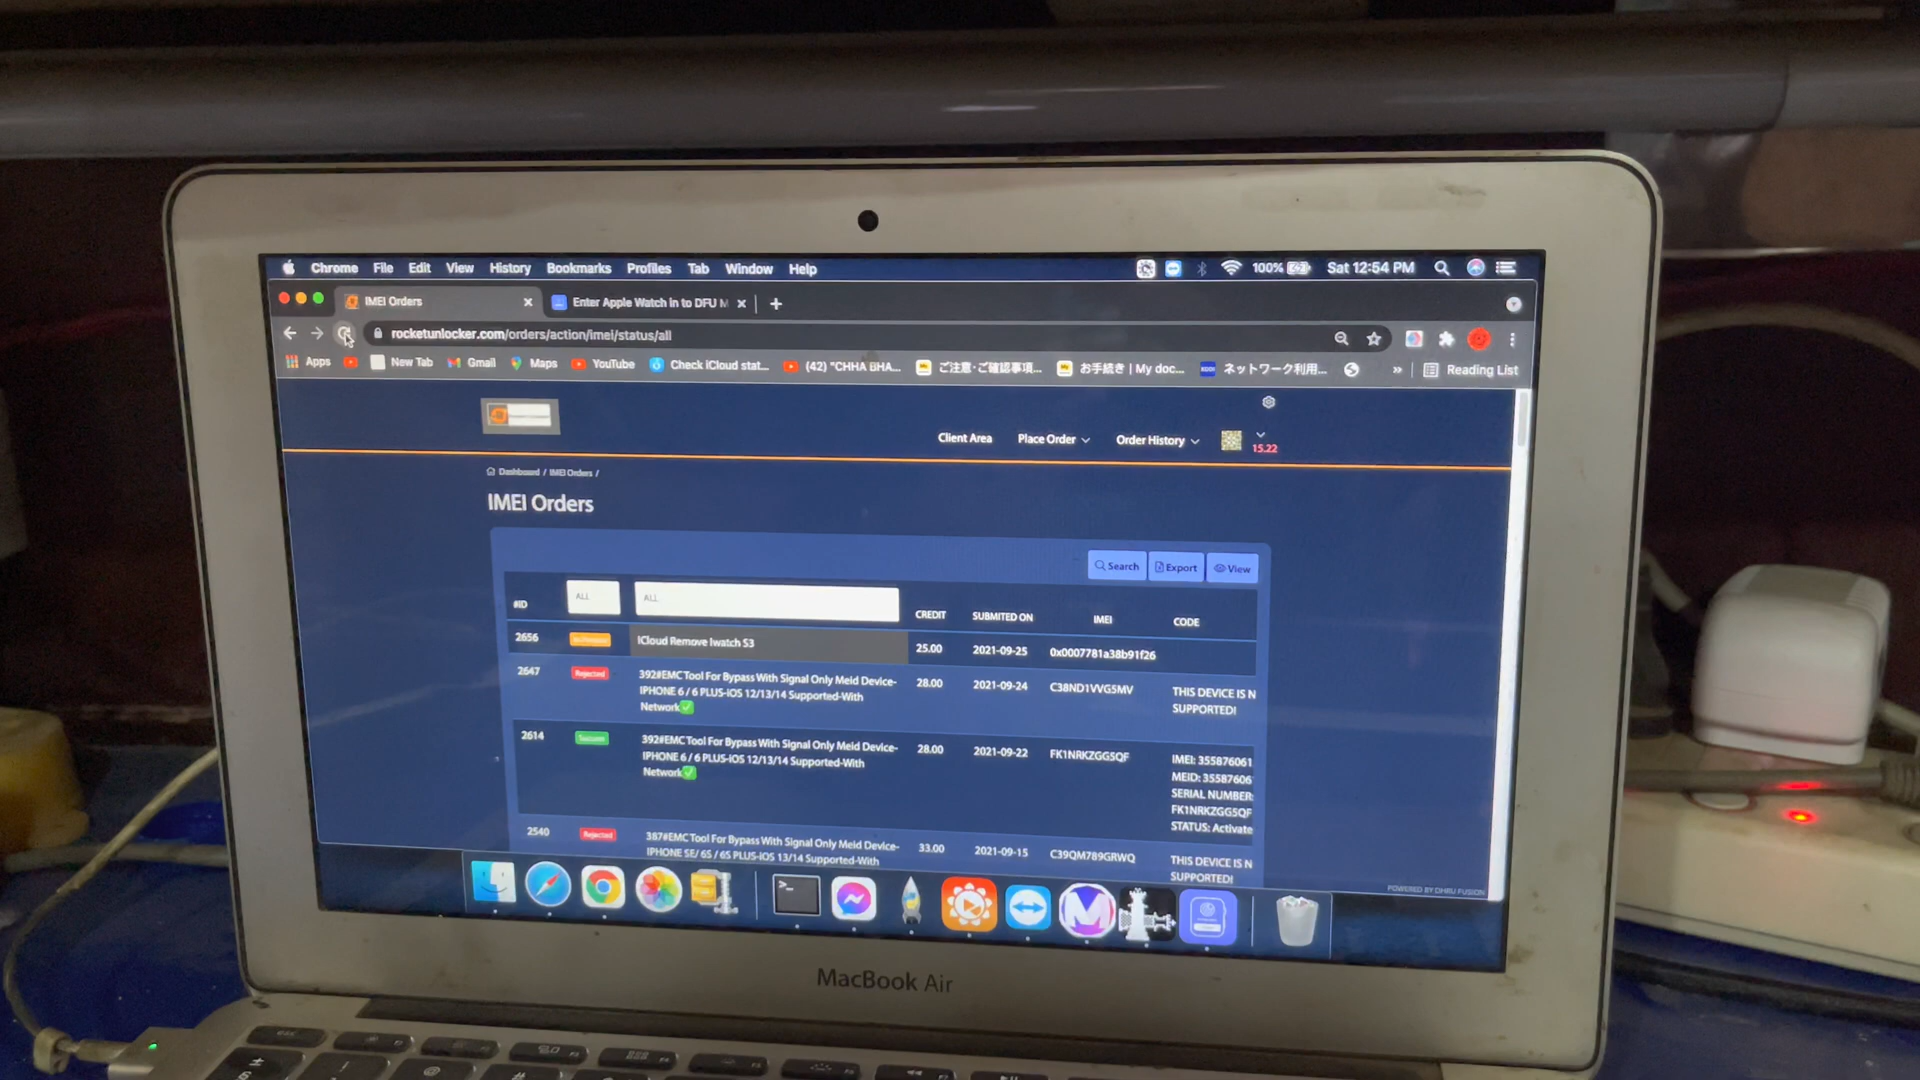 Chrome File Edit View History Bookmarks Profiles Tab Window Help 100% Sat 12:54 PM
IMEI Orders Enter Apple Watch in to DFU M
rocketunlocker.com/orders/action/imei/status/all
Apps New Tab Gmail Maps YouTube Check iCloud stat... (42) "CHHA BHA... ご注意・ご確認事項... お手続き | My doc... ネットワーク利用... » Reading List
Client Area Place Order Order History 15.22
Dashboard / IMEI Orders /
IMEI Orders
Search Export View
#ID ALL ALL CREDIT SUBMITED ON IMEI CODE
2656 ICloud Remove Iwatch S3 25.00 2021-09-25 0x0007781a38b91f26
2647 Rejected 392#EMC Tool For Bypass With Signal Only Meid Device- 28.00 2021-09-24 C38ND1VVG5MV THIS DEVICE IS N
IPHONE 6 / 6 PLUS-IOS 12/13/14 Supported-With SUPPORTED!
Network✅
2614 Success 392#EMC Tool For Bypass With Signal Only Meid Device- 28.00 2021-09-22 FK1NRKZGG5QF IMEI: 355876061
IPHONE 6 / 6 PLUS-IOS 12/13/14 Supported-With MEID: 355876061
Network✅ SERIAL NUMBER:
FK1NRKZGG5QF
STATUS: Activate
2540 Rejected 387#EMC Tool For Bypass With Signal Only Meid Device- 33.00 2021-09-15 C39QM789GRWQ THIS DEVICE IS N
IPHONE SE/ 6S / 6S PLUS-IOS 13/14 Supported-With SUPPORTED!
POWERED BY DHRU FUSION
MacBook Air
esc